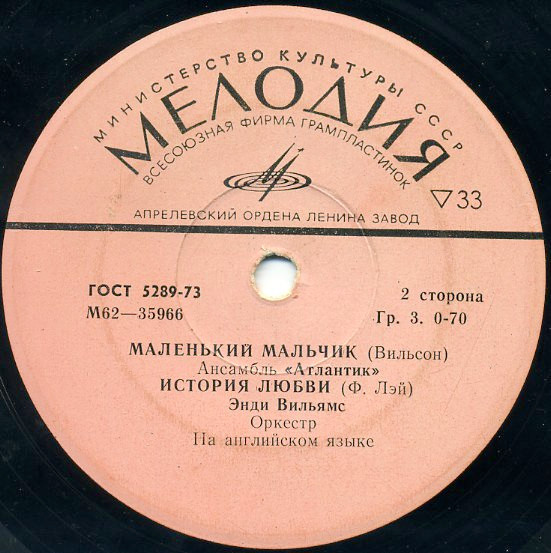 МИНИСТЕРСТВО КУЛЬТУРЫ СССР
МЕЛОДИЯ
ВСЕСОЮЗНАЯ ФИРМА ГРАМПЛАСТИНОК
▽33
АПРЕЛЕВСКИЙ ОРДЕНА ЛЕНИНА ЗАВОД
ГОСТ 5289-73
2 сторона
М62—35966
Гр. 3. 0-70
МАЛЕНЬКИЙ МАЛЬЧИК (Вильсон)
Ансамбль «Атлантик»
ИСТОРИЯ ЛЮБВИ (Ф. Лэй)
Энди Вильямс
Оркестр
На английском языке